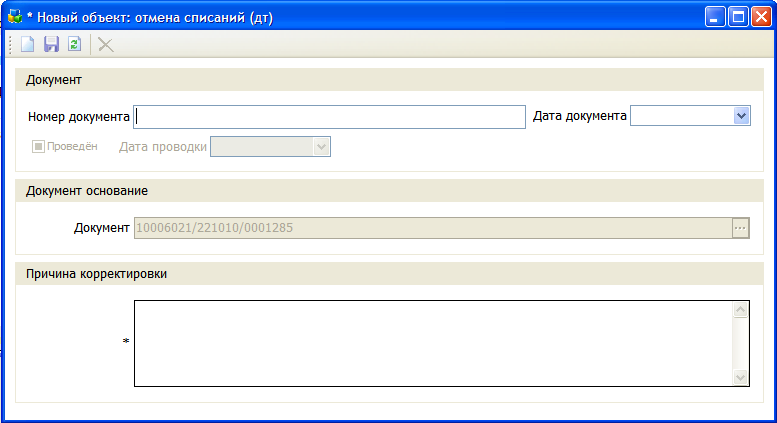 * Новый объект: отмена списаний (дт)
Документ
Номер документа
Дата документа
Проведён
Дата проводки
Документ основание
Документ 10006021/221010/0001285 ...
Причина корректировки
*